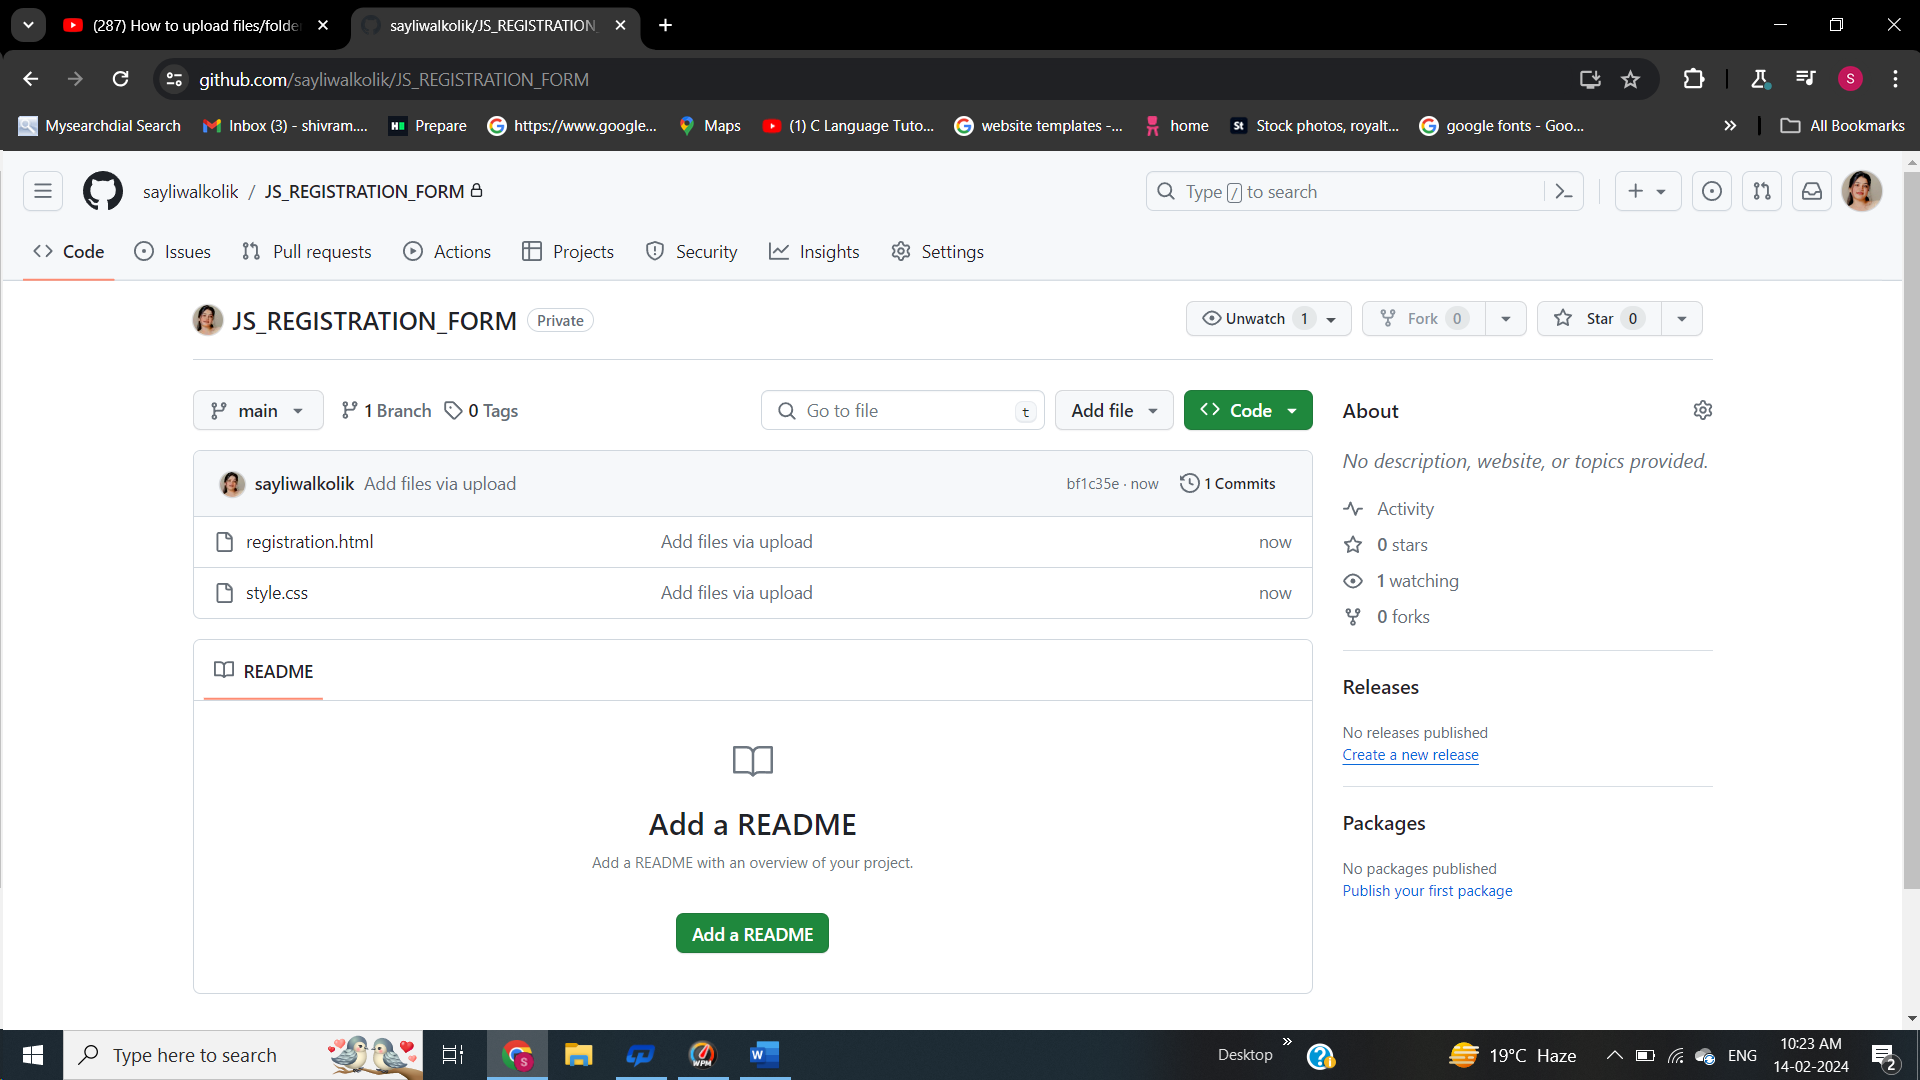 (287) How to upload files/folde
sayliwalkolik/JS_REGISTRATION_
github.com/sayliwalkolik/JS_REGISTRATION_FORM
S
Mysearchdial Search
Inbox (3) - shivram....
Prepare
https://www.google...
Maps
(1) C Language Tuto...
website templates -...
home
Stock photos, royalt...
google fonts - Goo...
All Bookmarks
sayliwalkolik / JS_REGISTRATION_FORM
Type / to search
Code
Issues
Pull requests
Actions
Projects
Security
Insights
Settings
JS_REGISTRATION_FORM
Private
Unwatch 1
Fork 0
Star 0
main
1 Branch
0 Tags
Go to file
t
Add file
Code
sayliwalkolik Add files via upload
bf1c35e · now
1 Commits
registration.html
Add files via upload
now
style.css
Add files via upload
now
README
Add a README
Add a README with an overview of your project.
Add a README
About
No description, website, or topics provided.
Activity
0 stars
1 watching
0 forks
Releases
No releases published
Create a new release
Packages
No packages published
Publish your first package
Type here to search
S
WPM
W
Desktop
19°C Haze
ENG
10:23 AM
14-02-2024
2